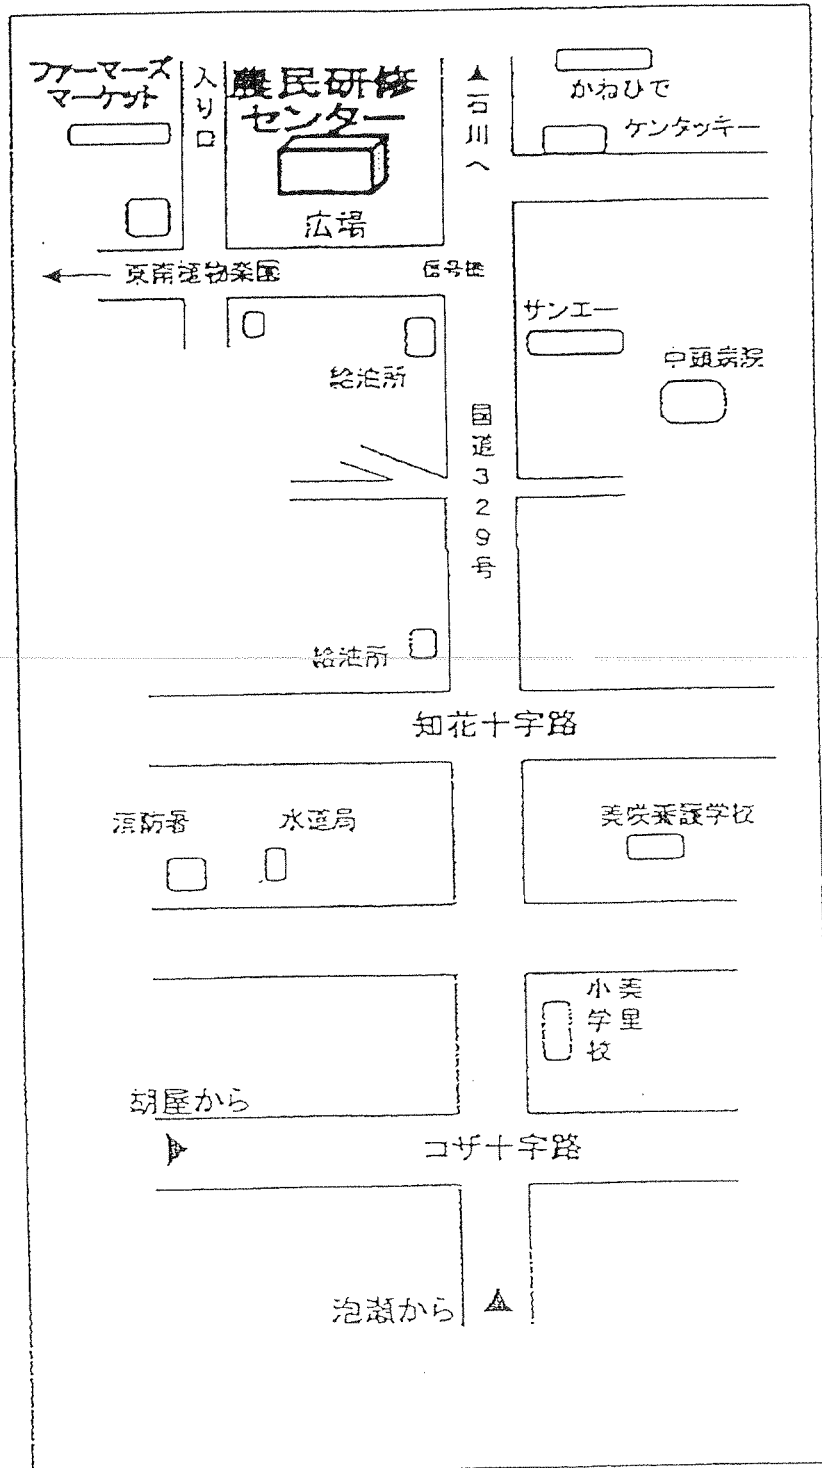 ファーマーズ
マーケット
入り口
農民研修
センター
広場
石川へ
かねひで
ケンタッキー
東南植物楽園
信号機
サンエー
中頭病院
給油所
国道329号
給油所
知花十字路
消防署
水道局
美咲養護学校
美里
小学校
胡屋から
コザ十字路
泡瀬から